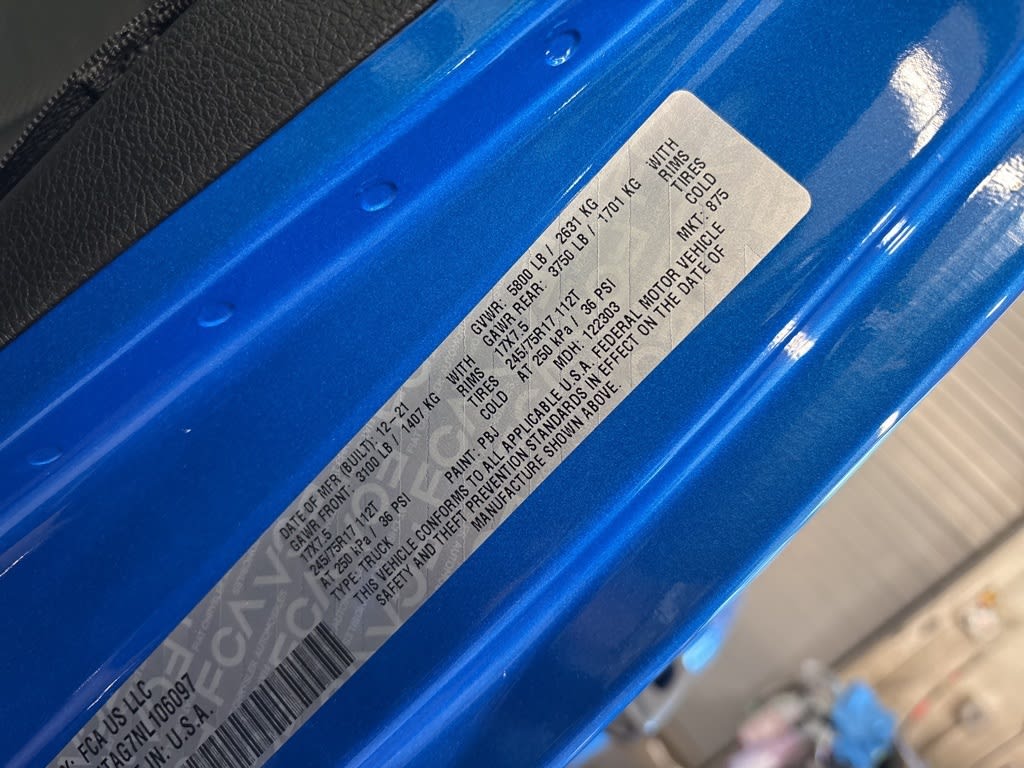 FCA US LLC
TAG7NL1060097
IN: U.S.A.
DATE OF MFR (BUILT): 12-21 GVWR: 5800 LB / 2631 KG
GAWR FRONT: 3100 LB / 1407 KG WITH GAWR REAR: 3750 LB / 1701 KG WITH
17X7.5 RIMS 17X7.5 RIMS
245/75R17 112T TIRES 245/75R17 112T TIRES
AT 250 kPa / 36 PSI COLD AT 250 kPa / 36 PSI COLD
TYPE: TRUCK PAINT: PBJ MDH: 122303 MKT: 875
THIS VEHICLE CONFORMS TO ALL APPLICABLE U.S.A. FEDERAL MOTOR VEHICLE
SAFETY AND THEFT PREVENTION STANDARDS IN EFFECT ON THE DATE OF
MANUFACTURE SHOWN ABOVE.